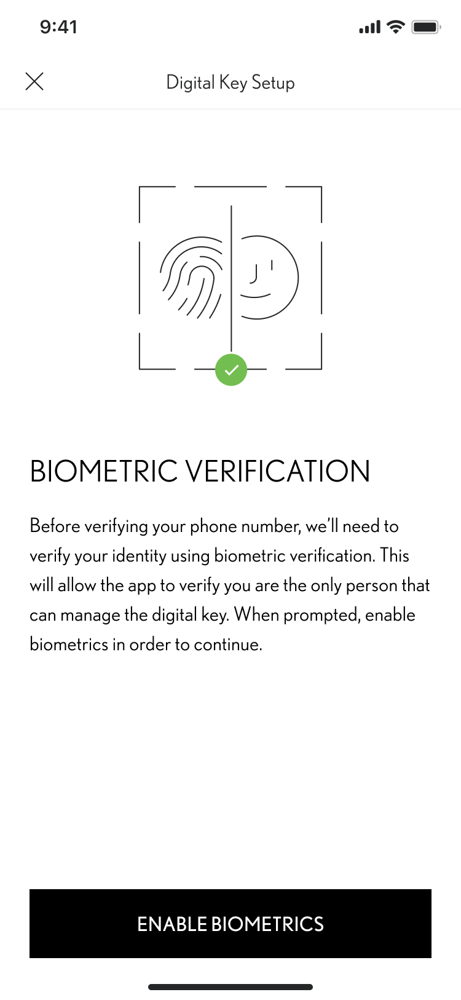 9:41
Digital Key Setup
BIOMETRIC VERIFICATION
Before verifying your phone number, we’ll need to
verify your identity using biometric verification. This
will allow the app to verify you are the only person that
can manage the digital key. When prompted, enable
biometrics in order to continue.
ENABLE BIOMETRICS